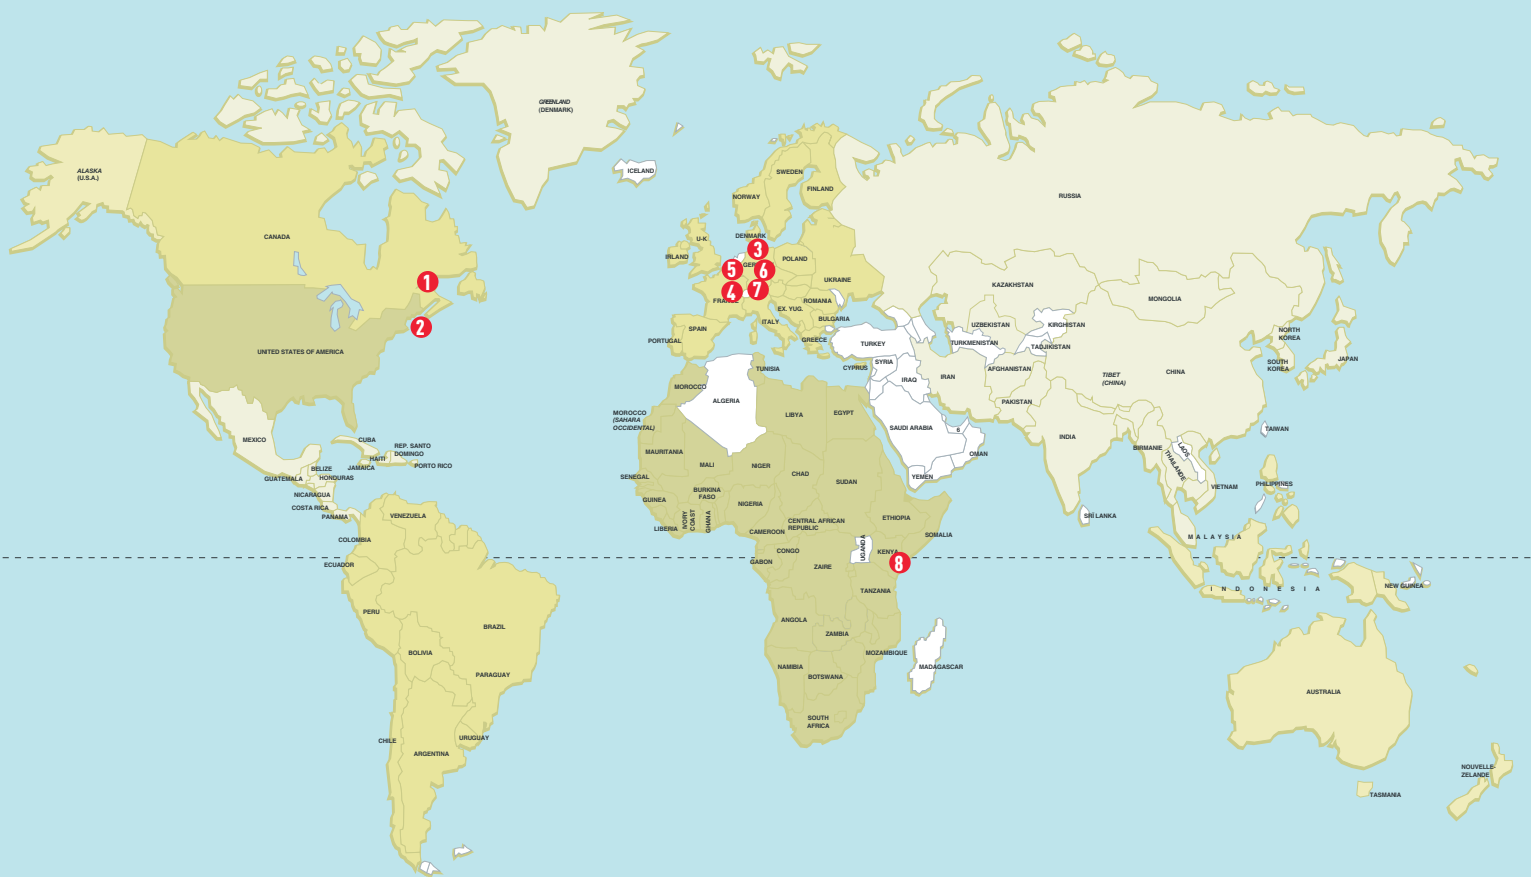 GREENLAND
(DENMARK)
ALASKA
(U.S.A.)
ICELAND
CANADA
UNITED STATES OF AMERICA
1
2
MEXICO
CUBA
HAITI
REP. SANTO
DOMINGO
JAMAICA
PORTO RICO
BELIZE
GUATEMALA
HONDURAS
NICARAGUA
COSTA RICA
PANAMA
VENEZUELA
COLOMBIA
ECUADOR
PERU
BRAZIL
BOLIVIA
PARAGUAY
CHILE
URUGUAY
ARGENTINA
SWEDEN
FINLAND
NORWAY
U-K
IRLAND
DENMARK
3
GER
5
6
4
7
POLAND
UKRAINE
FRANCE
EX. YUG.
ROMANIA
ITALY
BULGARIA
SPAIN
PORTUGAL
GREECE
TURKEY
CYPRUS
SYRIA
IRAQ
IRAN
SAUDI ARABIA
6
OMAN
YEMEN
RUSSIA
KAZAKHSTAN
MONGOLIA
UZBEKISTAN
KIRGHISTAN
TURKMENISTAN
TADJIKISTAN
AFGHANISTAN
PAKISTAN
TIBET
(CHINA)
CHINA
NORTH
KOREA
SOUTH
KOREA
JAPAN
INDIA
BIRMANIE
LAOS
THAILANDE
VIETNAM
TAIWAN
PHILIPPINES
SRI LANKA
MALAYSIA
INDONESIA
NEW GUINEA
AUSTRALIA
TASMANIA
NOUVELLE-
ZELANDE
TUNISIA
MOROCCO
ALGERIA
LIBYA
EGYPT
MOROCCO
(SAHARA
OCCIDENTAL)
MAURITANIA
MALI
NIGER
CHAD
SUDAN
SENEGAL
GUINEA
BURKINA
FASO
NIGERIA
LIBERIA
IVORY
COAST
GHANA
CAMEROON
CENTRAL AFRICAN
REPUBLIC
ETHIOPIA
SOMALIA
UGANDA
KENYA
8
GABON
CONGO
ZAIRE
TANZANIA
ANGOLA
ZAMBIA
MOZAMBIQUE
MADAGASCAR
NAMIBIA
BOTSWANA
SOUTH
AFRICA